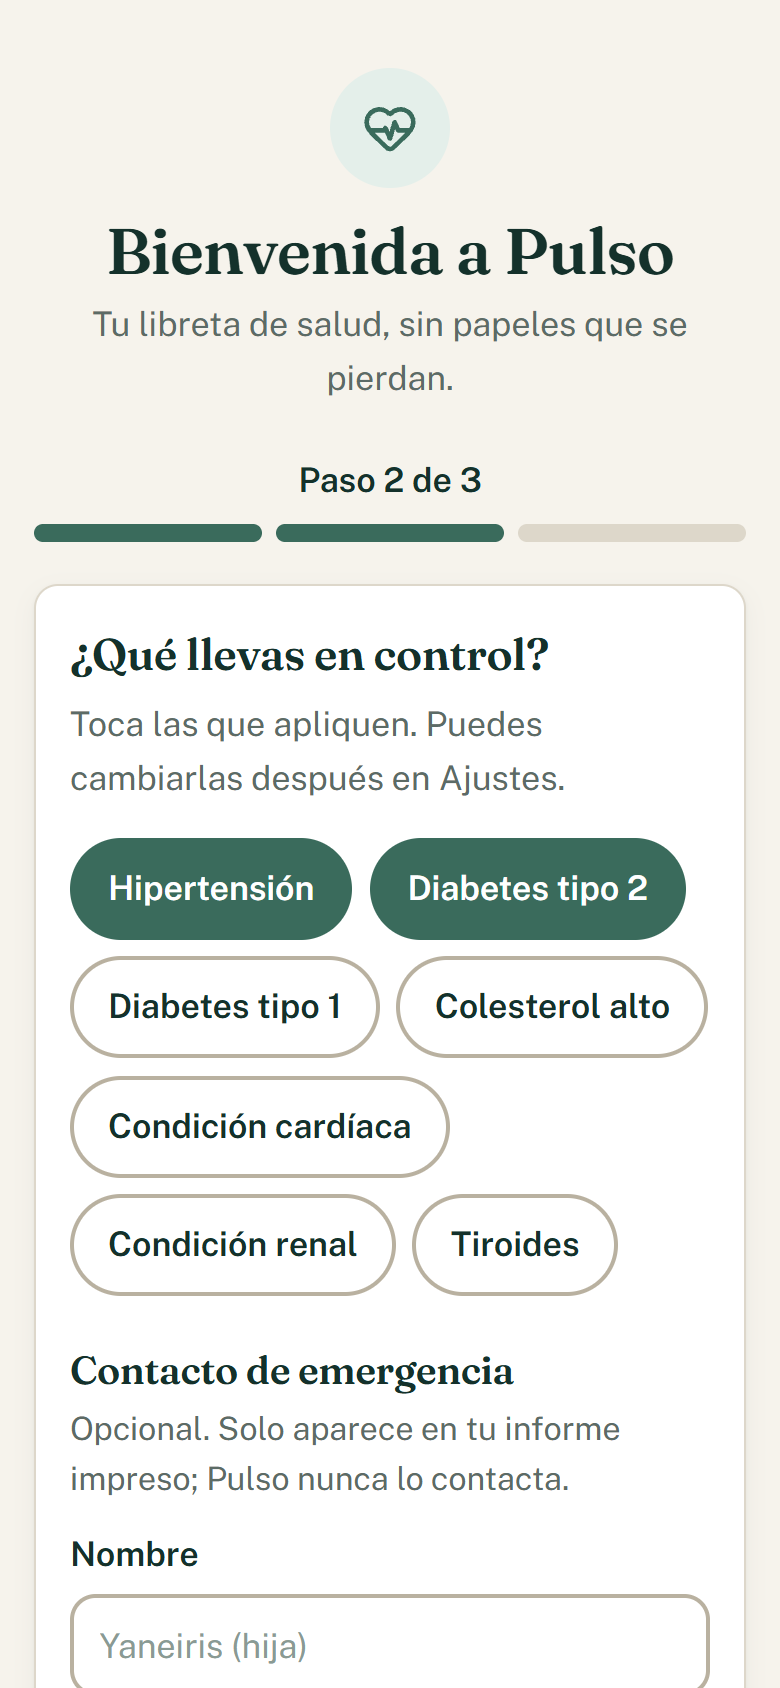 Bienvenida a Pulso
Tu libreta de salud, sin papeles que se
pierdan.
Paso 2 de 3
¿Qué llevas en control?
Toca las que apliquen. Puedes
cambiarlas después en Ajustes.
Hipertensión
Diabetes tipo 2
Diabetes tipo 1
Colesterol alto
Condición cardíaca
Condición renal
Tiroides
Contacto de emergencia
Opcional. Solo aparece en tu informe
impreso; Pulso nunca lo contacta.
Nombre
Yaneiris (hija)